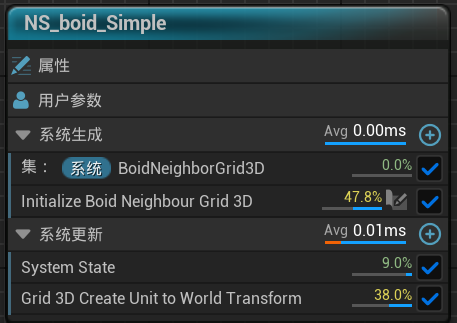 NS_boid_Simple
属性
用户参数
系统生成 Avg 0.00ms
集： 系统 BoidNeighborGrid3D 0.0%
Initialize Boid Neighbour Grid 3D 47.8%
系统更新 Avg 0.01ms
System State 9.0%
Grid 3D Create Unit to World Transform 38.0%